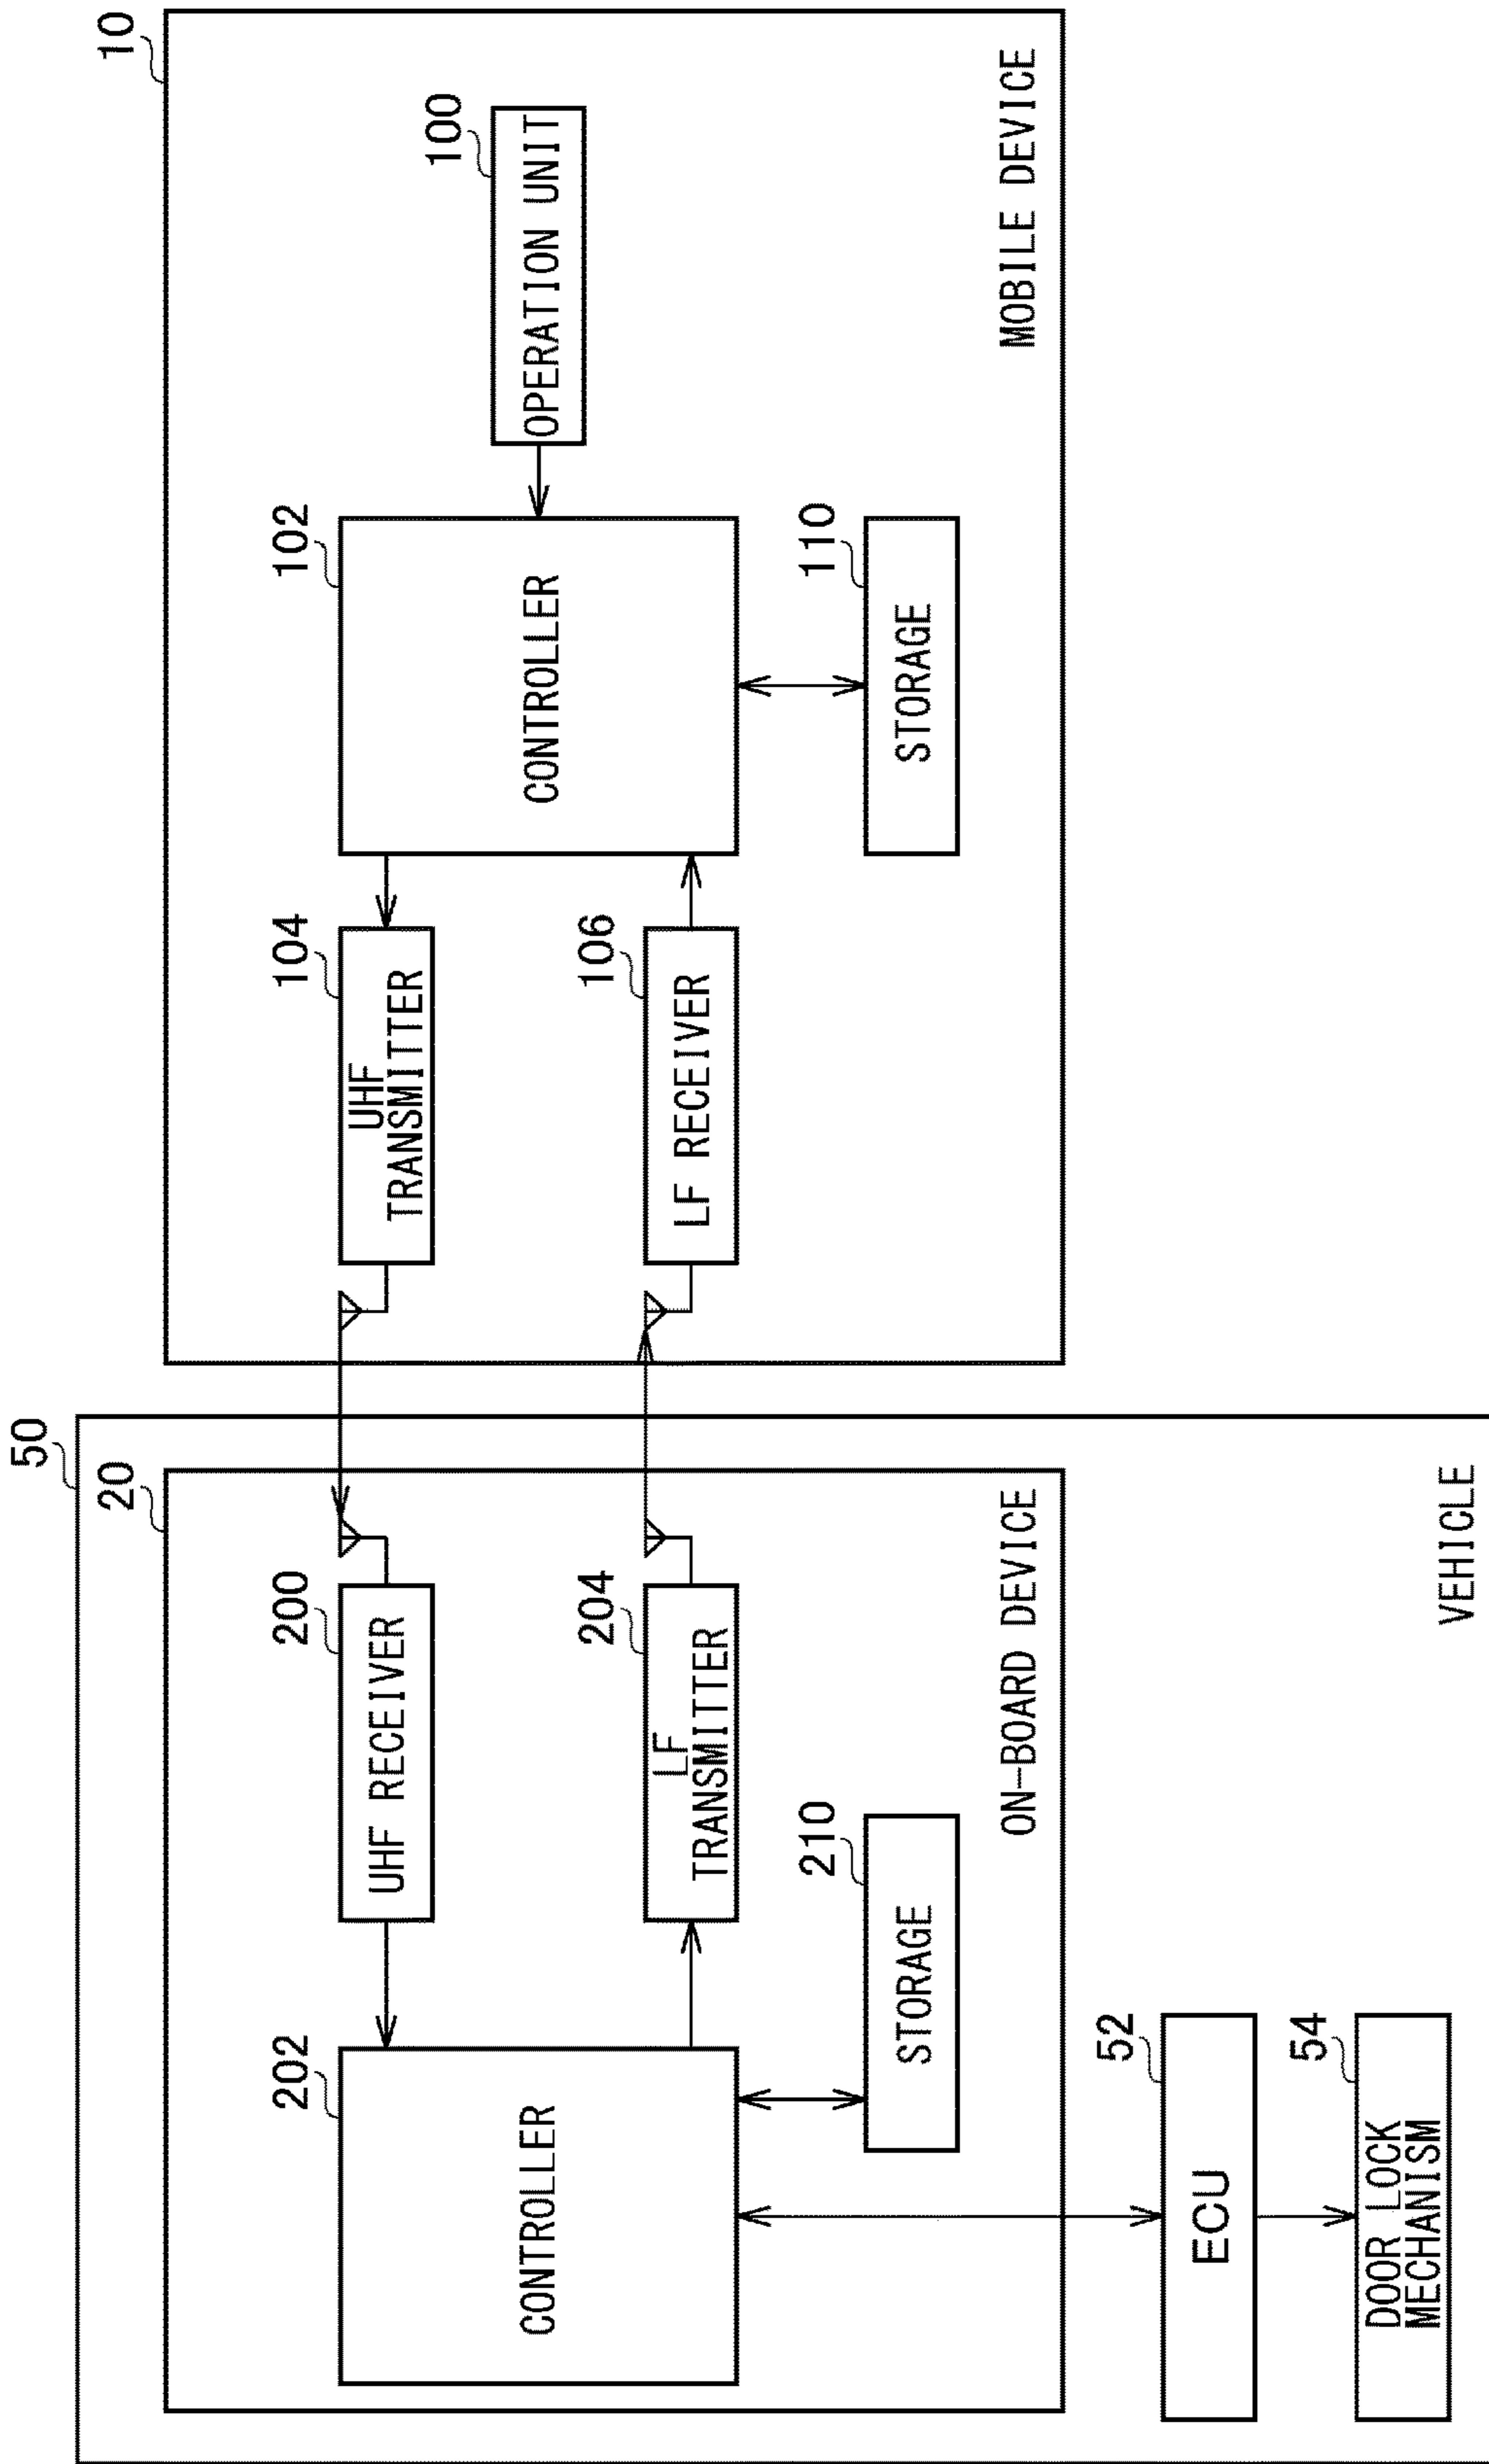 50
20
202
CONTROLLER
200
UHF RECEIVER
204
LF
TRANSMITTER
210
STORAGE
ON-BOARD DEVICE
52
ECU
54
DOOR LOCK
MECHANISM
VEHICLE
10
104
UHF
TRANSMITTER
106
LF RECEIVER
102
CONTROLLER
100
OPERATION UNIT
110
STORAGE
MOBILE DEVICE